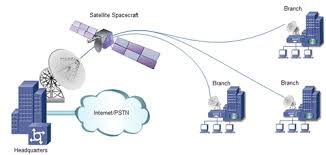 Satellite Spacecraft
Branch
Branch
Branch
Internet/PSTN
Headquarters